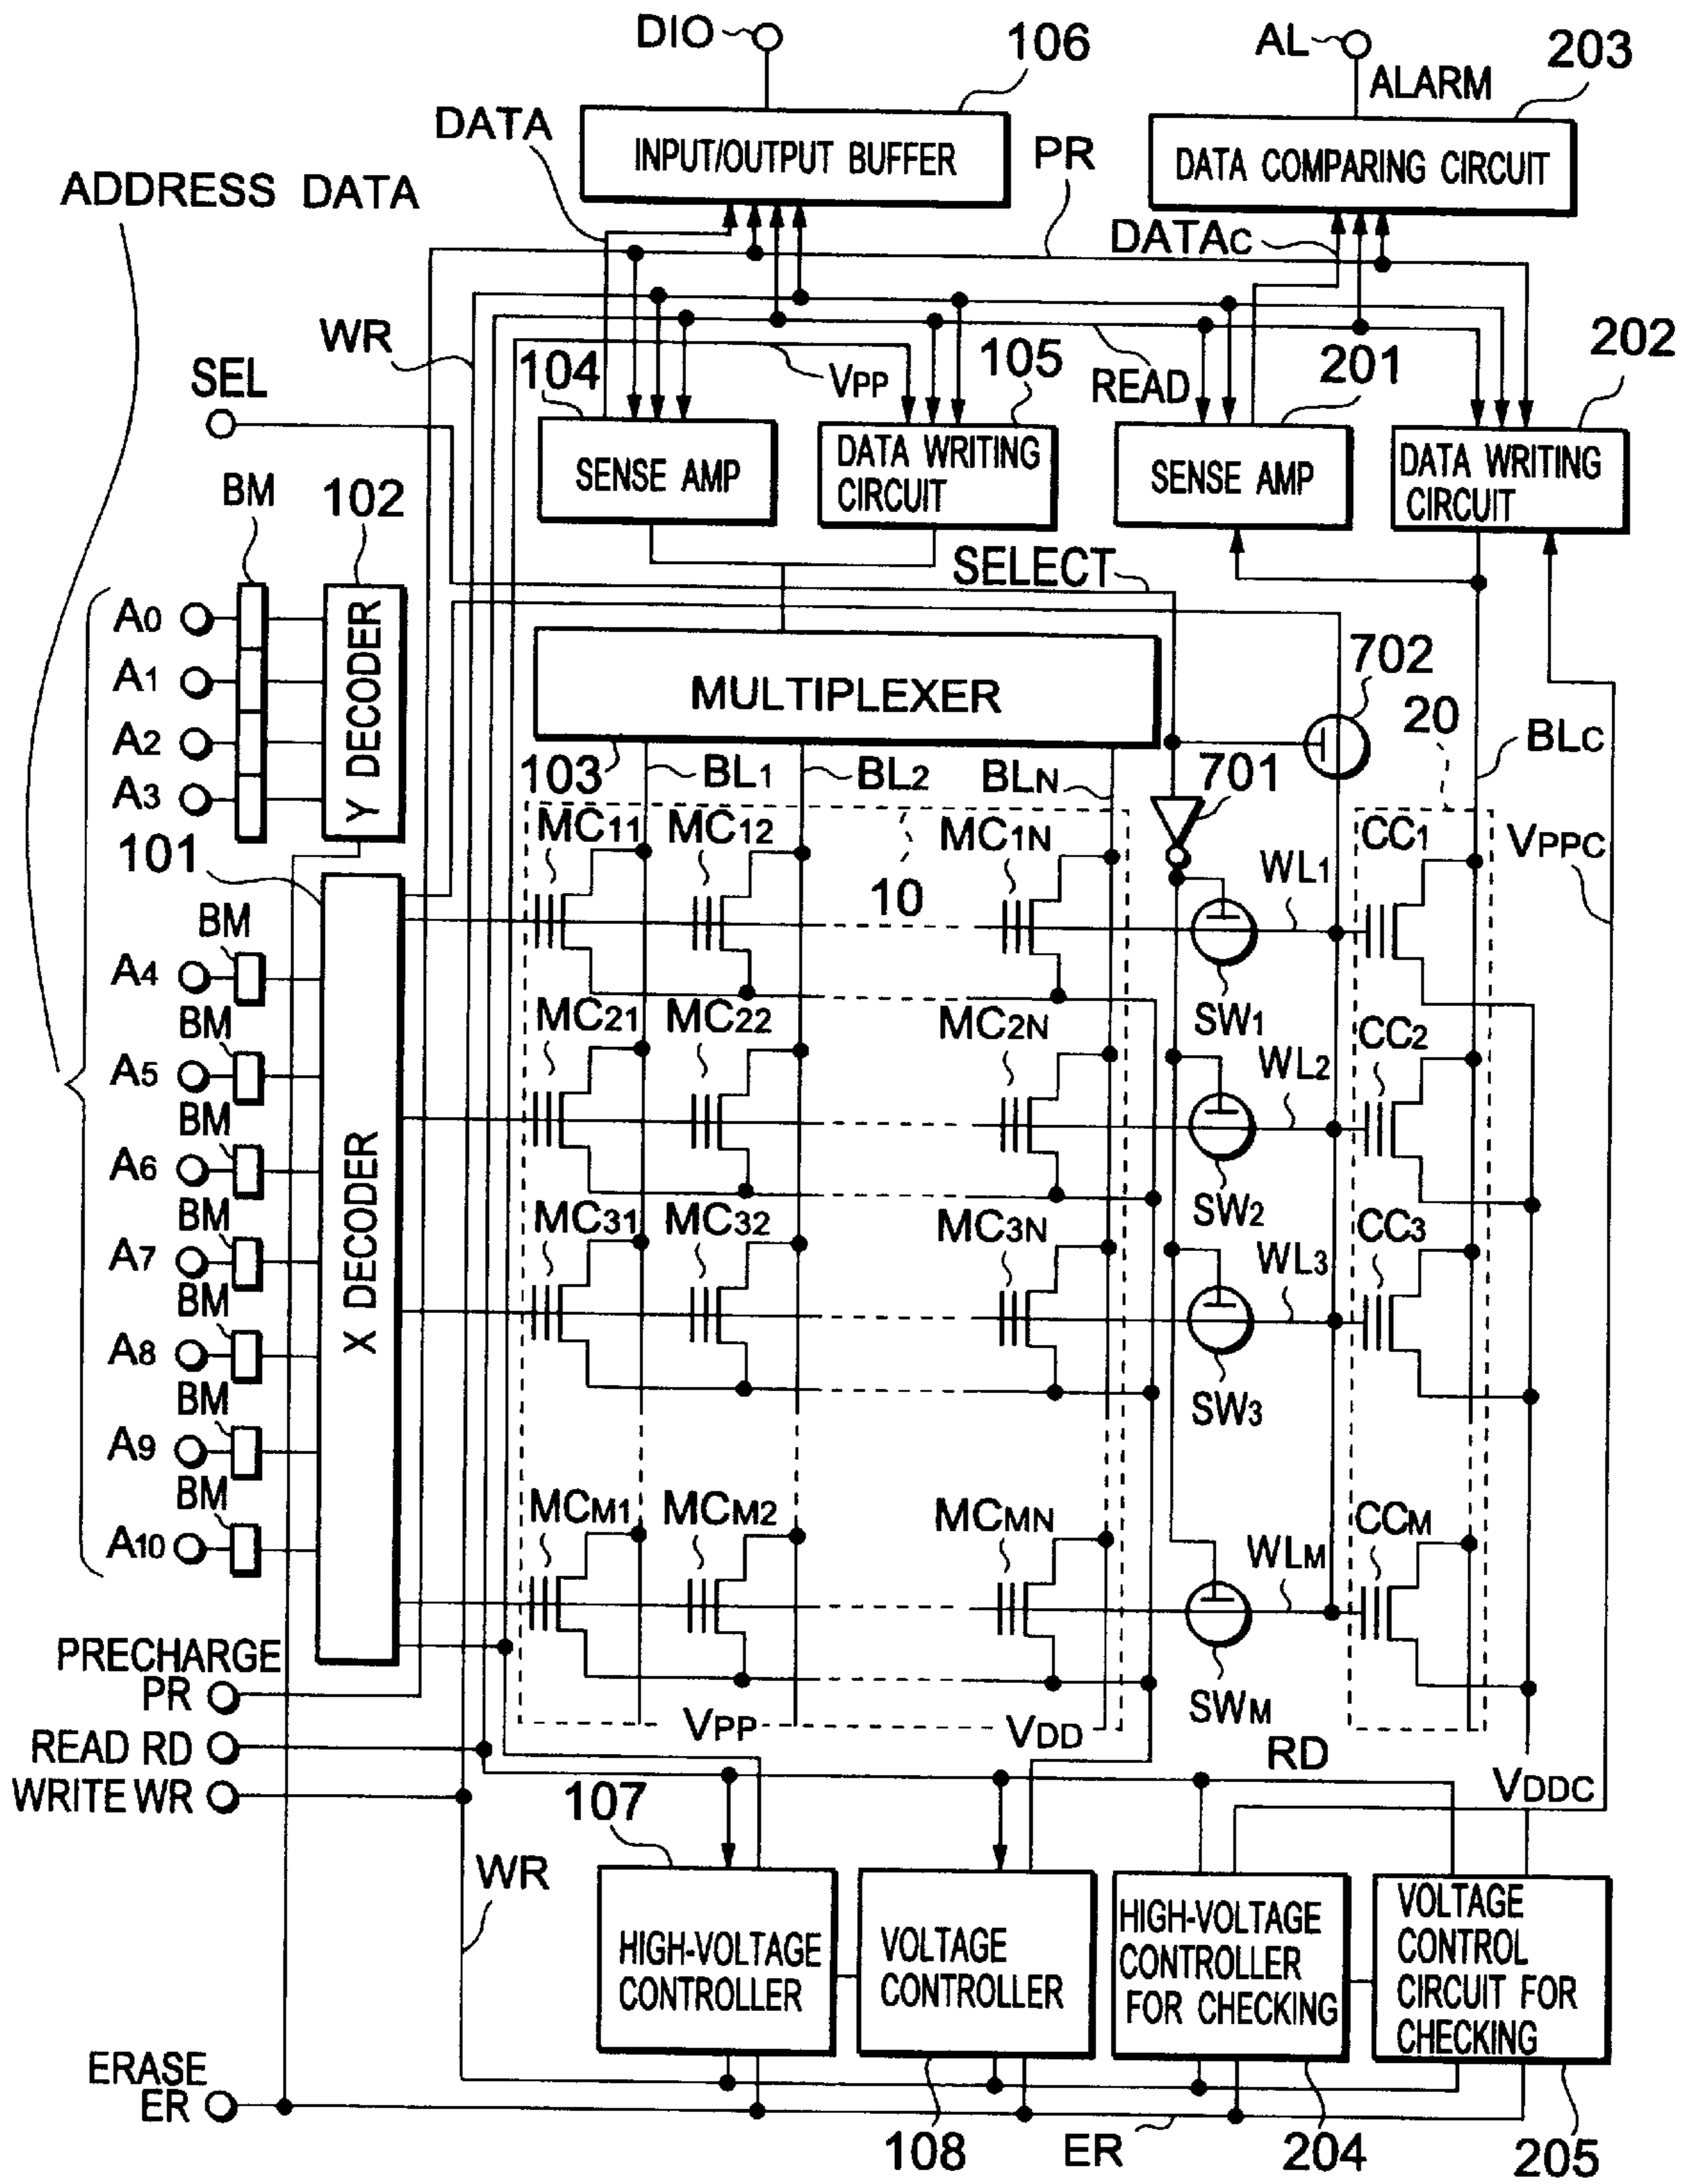 DIO
106
AL
203
ALARM
DATA
INPUT/OUTPUT BUFFER
PR
DATA COMPARING CIRCUIT
ADDRESS DATA
DATAC
WR
SEL
104
VPP
105
READ
201
202
SENSE AMP
DATA WRITING
CIRCUIT
SENSE AMP
DATA WRITING
CIRCUIT
BM
102
SELECT
A0
A1
A2
A3
Y DECODER
MULTIPLEXER
702
20
BLC
103
BL1
BL2
BLN
701
101
MC11
MC12
MC1N
10
WL1
CC1
VPPC
BM
A4
SW1
BM
MC21
MC22
MC2N
WL2
CC2
A5
BM
A6
SW2
BM
MC31
MC32
MC3N
WL3
CC3
A7
BM
X DECODER
A8
BM
SW3
A9
BM
MCM1
MCM2
MCMN
WLM
CCM
A10
PRECHARGE
PR
SWM
VPP
VDD
READ RD
RD
WRITE WR
107
VDDC
WR
HIGH-VOLTAGE
CONTROLLER
VOLTAGE
CONTROLLER
HIGH-VOLTAGE
CONTROLLER
FOR CHECKING
VOLTAGE
CONTROL
CIRCUIT FOR
CHECKING
ERASE
ER
108
ER
204
205